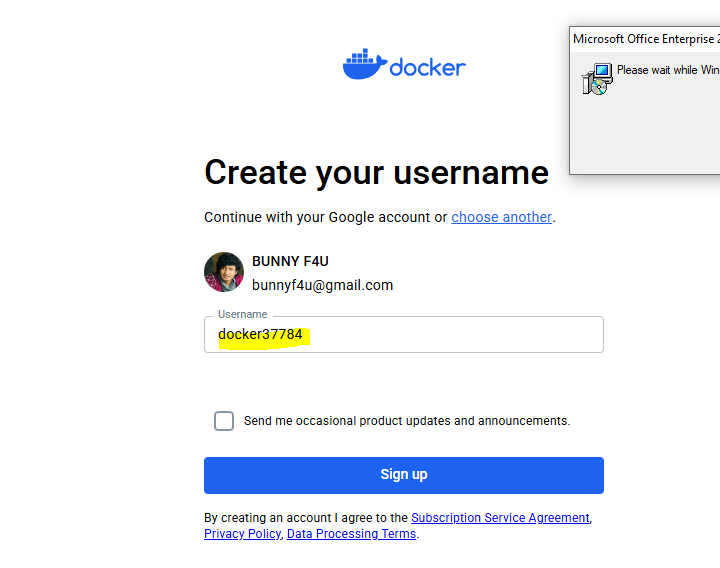 docker
Microsoft Office Enterprise
Please wait while Win
Create your username
Continue with your Google account or choose another.
BUNNY F4U
bunnyf4u@gmail.com
Username
docker37784
Send me occasional product updates and announcements.
Sign up
By creating an account I agree to the Subscription Service Agreement,
Privacy Policy, Data Processing Terms.